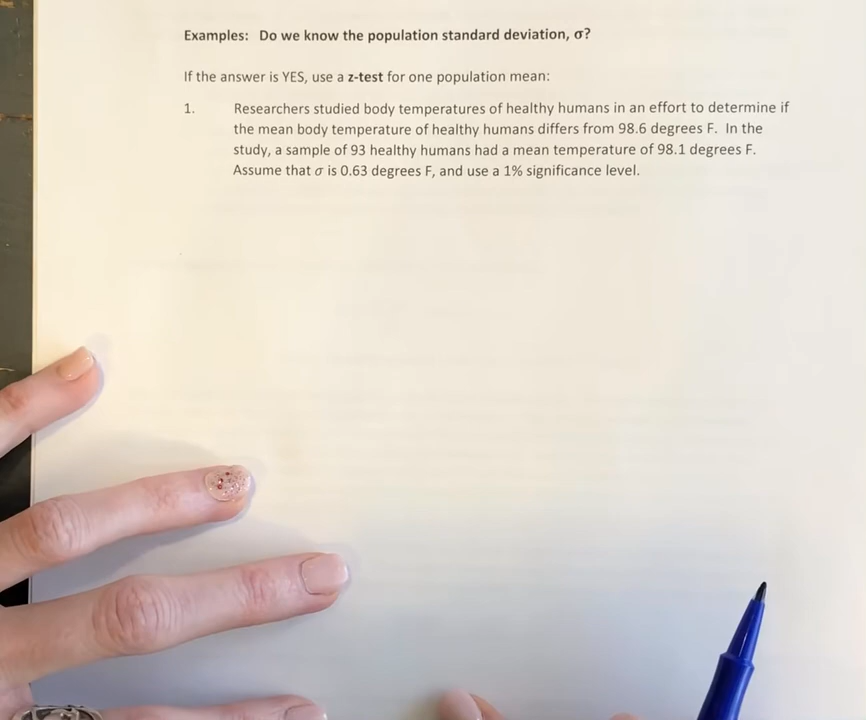 Examples: Do we know the population standard deviation, σ?
If the answer is YES, use a z-test for one population mean:
1. Researchers studied body temperatures of healthy humans in an effort to determine if
the mean body temperature of healthy humans differs from 98.6 degrees F. In the
study, a sample of 93 healthy humans had a mean temperature of 98.1 degrees F.
Assume that σ is 0.63 degrees F, and use a 1% significance level.